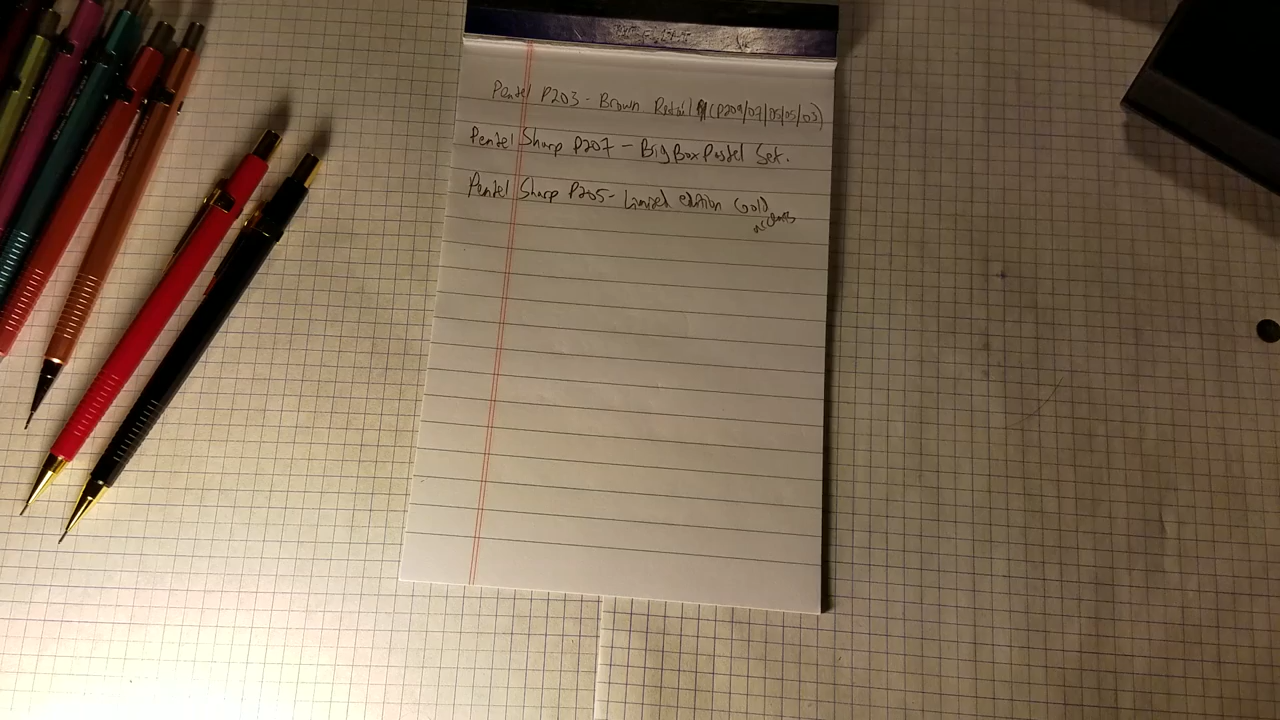 Pentel P203 - Brown Retail (P209/07/05/05/03)
Pentel Sharp P207 - Big Box Pastel Set.
Pentel Sharp P205 - Limited edition Gold
accents